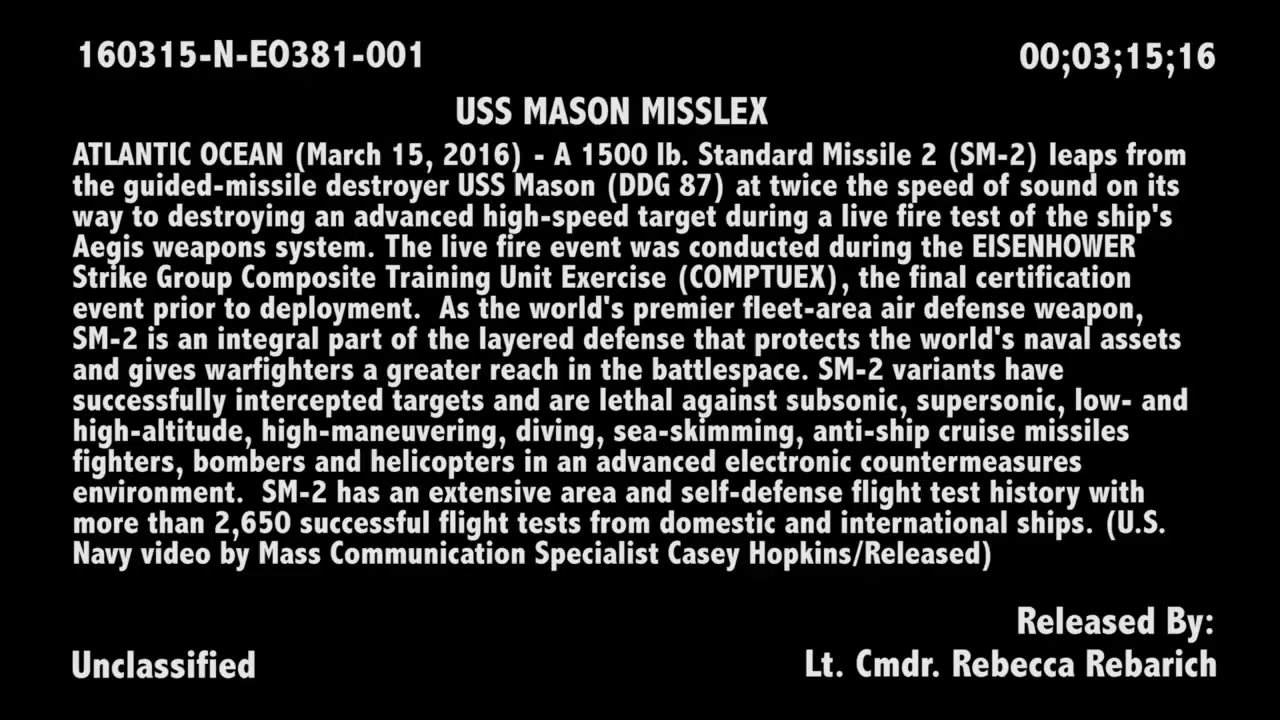 160315-N-EO381-001
00;03;15;16
USS MASON MISSLEX
ATLANTIC OCEAN (March 15, 2016) - A 1500 lb. Standard Missile 2 (SM-2) leaps from
the guided-missile destroyer USS Mason (DDG 87) at twice the speed of sound on its
way to destroying an advanced high-speed target during a live fire test of the ship's
Aegis weapons system. The live fire event was conducted during the EISENHOWER
Strike Group Composite Training Unit Exercise (COMPTUEX), the final certification
event prior to deployment.  As the world's premier fleet-area air defense weapon,
SM-2 is an integral part of the layered defense that protects the world's naval assets
and gives warfighters a greater reach in the battlespace. SM-2 variants have
successfully intercepted targets and are lethal against subsonic, supersonic, low- and
high-altitude, high-maneuvering, diving, sea-skimming, anti-ship cruise missiles
fighters, bombers and helicopters in an advanced electronic countermeasures
environment.  SM-2 has an extensive area and self-defense flight test history with
more than 2,650 successful flight tests from domestic and international ships. (U.S.
Navy video by Mass Communication Specialist Casey Hopkins/Released)
Released By:
Unclassified
Lt. Cmdr. Rebecca Rebarich